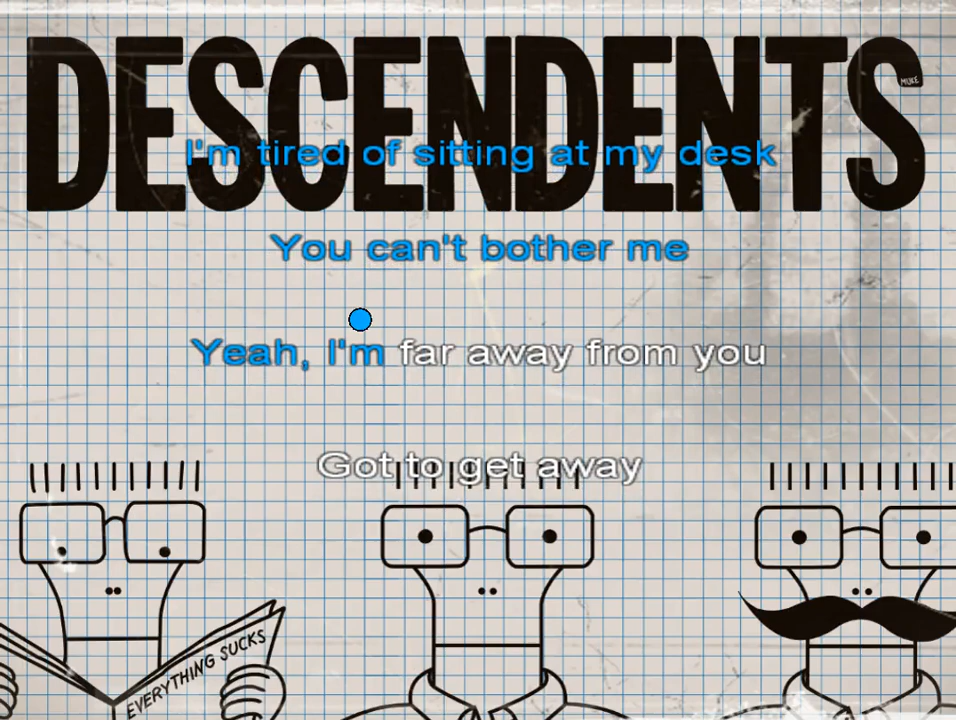 DESCENDENTS
MUKE
I'm tired of sitting at my desk
You can't bother me
Yeah, I'm far away from you
Got to get away
EVERYTHING SUCKS